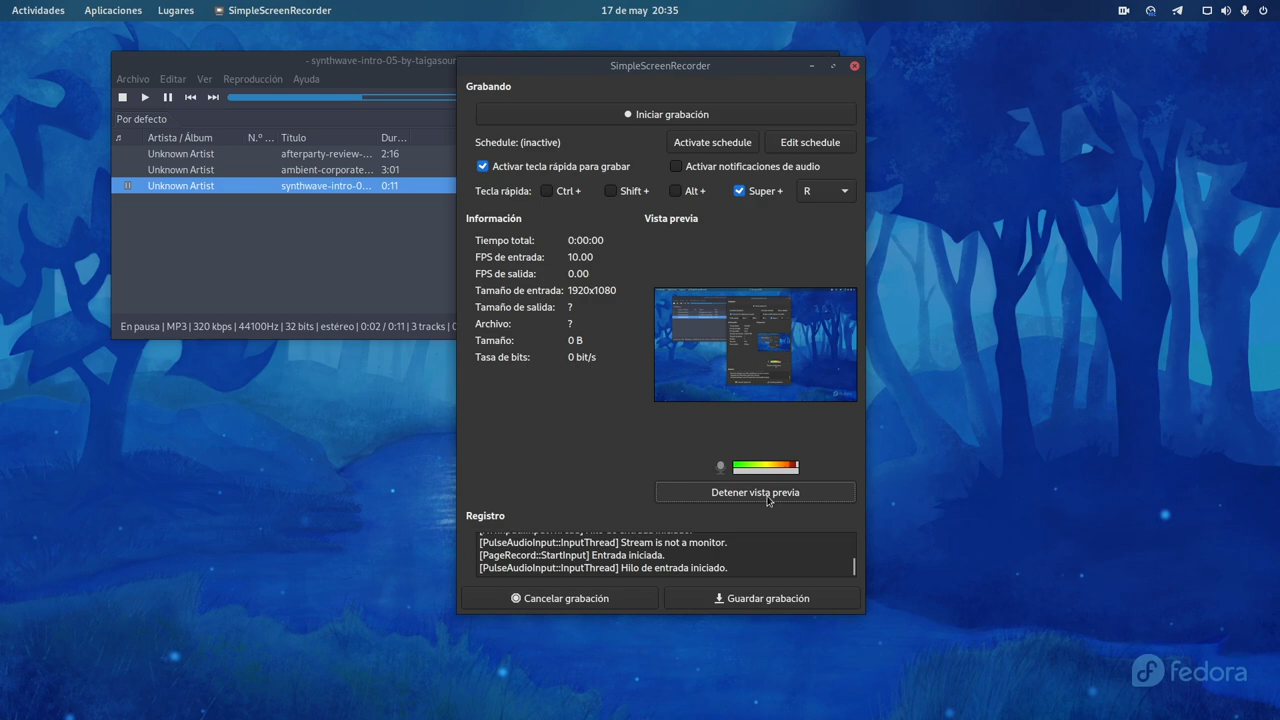 Actividades Aplicaciones Lugares SimpleScreenRecorder 17 de may 20:35
- synthwave-intro-05-by-taigasour
Archivo Editar Ver Reproducción Ayuda
Por defecto
Artista / Álbum N.º ... Título Dur...
Unknown Artist afterparty-review-... 2:16
Unknown Artist ambient-corporate... 3:01
Unknown Artist synthwave-intro-0... 0:11
En pausa | MP3 | 320 kbps | 44100Hz | 32 bits | estéreo | 0:02 / 0:11 | 3 tracks |
SimpleScreenRecorder
Grabando
Iniciar grabación
Schedule: (inactive) Activate schedule Edit schedule
Activar tecla rápida para grabar Activar notificaciones de audio
Tecla rápida: Ctrl + Shift + Alt + Super + R
Información Vista previa
Tiempo total: 0:00:00
FPS de entrada: 10.00
FPS de salida: 0.00
Tamaño de entrada: 1920x1080
Tamaño de salida: ?
Archivo: ?
Tamaño: 0 B
Tasa de bits: 0 bit/s
Detener vista previa
Registro
[PulseAudioInput::InputThread] Stream is not a monitor.
[PageRecord::StartInput] Entrada iniciada.
[PulseAudioInput::InputThread] Hilo de entrada iniciado.
Cancelar grabación Guardar grabación
fedora